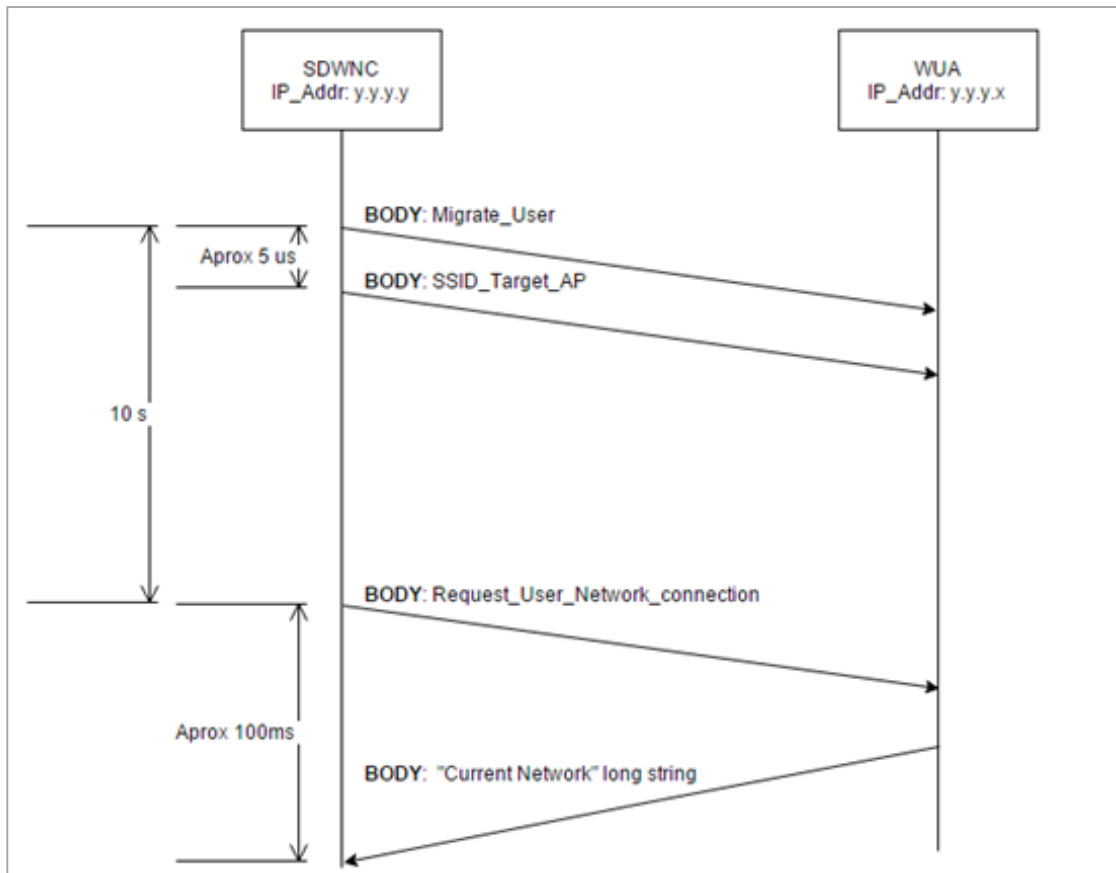 SDWNC
IP_Addr: y.y.y.y
WUA
IP_Addr: y.y.y.x
BODY: Migrate_User
Aprox 5 us
BODY: SSID_Target_AP
10 s
BODY: Request_User_Network_connection
Aprox 100ms
BODY: "Current Network" long string